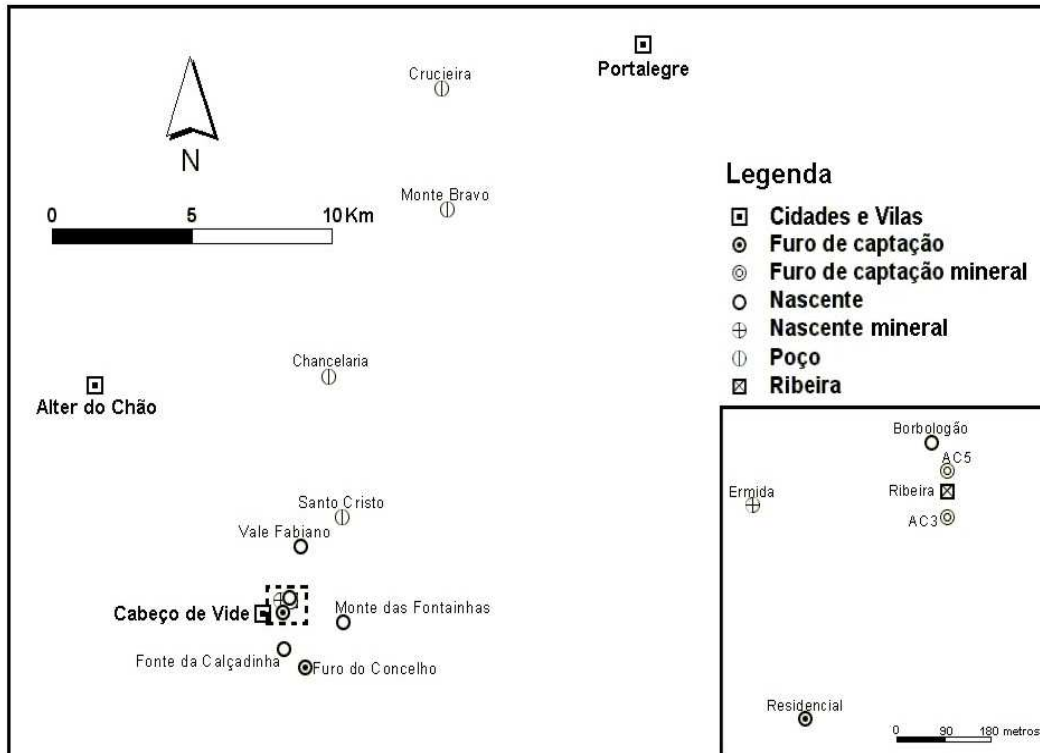 Portalegre
Crucieira
N
Monte Bravo
0 5 10 Km
Legenda
Cidades e Vilas
Furo de captação
Furo de captação mineral
Nascente
Nascente mineral
Poço
Ribeira
Chancelaria
Alter do Chão
Santo Cristo
Vale Fabiano
Cabeço de Vide
Monte das Fontainhas
Fonte da Calçadinha
Furo do Concelho
Borbologão
AC5
Ribeira
Ermida
AC3
Residencial
0 90 180 metros